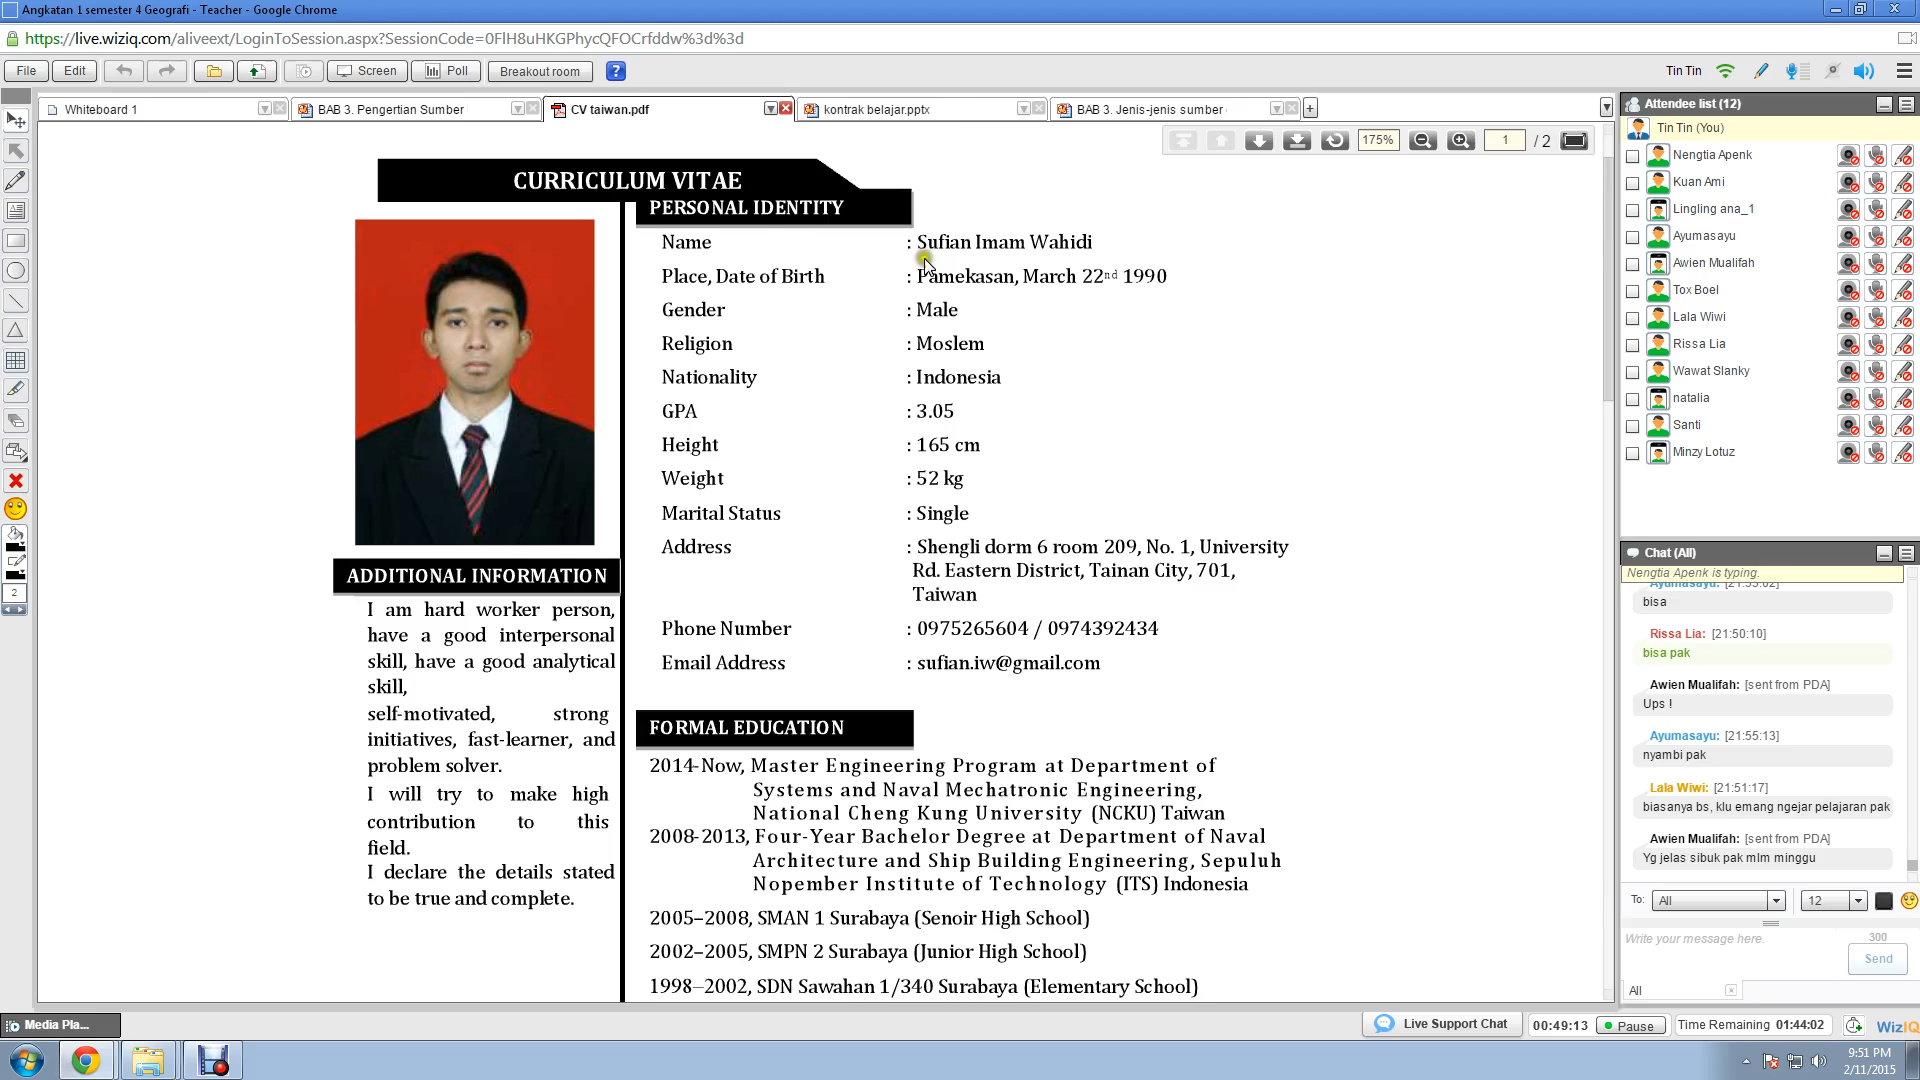 Angkatan 1 semester 4 Geografi - Teacher - Google Chrome
https://live.wiziq.com/aliveext/LoginToSession.aspx?SessionCode=0FlH8uHKGPhycQFOCrfddw%3d%3d
File Edit Screen Poll Breakout room ? Tin Tin
Whiteboard 1 BAB 3. Pengertian Sumber CV taiwan.pdf kontrak belajar.pptx BAB 3. Jenis-jenis sumber +
175% 1 / 2
CURRICULUM VITAE
PERSONAL IDENTITY
Name : Sufian Imam Wahidi
Place, Date of Birth : Pamekasan, March 22nd 1990
Gender : Male
Religion : Moslem
Nationality : Indonesia
GPA : 3.05
Height : 165 cm
Weight : 52 kg
Marital Status : Single
Address : Shengli dorm 6 room 209, No. 1, University
Rd. Eastern District, Tainan City, 701,
Taiwan
Phone Number : 0975265604 / 0974392434
Email Address : sufian.iw@gmail.com
ADDITIONAL INFORMATION
I am hard worker person,
have a good interpersonal
skill, have a good analytical
skill,
self-motivated, strong
initiatives, fast-learner, and
problem solver.
I will try to make high
contribution to this
field.
I declare the details stated
to be true and complete.
FORMAL EDUCATION
2014-Now, Master Engineering Program at Department of
Systems and Naval Mechatronic Engineering,
National Cheng Kung University (NCKU) Taiwan
2008-2013, Four-Year Bachelor Degree at Department of Naval
Architecture and Ship Building Engineering, Sepuluh
Nopember Institute of Technology (ITS) Indonesia
2005–2008, SMAN 1 Surabaya (Senoir High School)
2002–2005, SMPN 2 Surabaya (Junior High School)
1998–2002, SDN Sawahan 1/340 Surabaya (Elementary School)
Attendee list (12)
Tin Tin (You)
Nengtia Apenk
Kuan Ami
Lingling ana_1
Ayumasayu
Awien Mualifah
Tox Boel
Lala Wiwi
Rissa Lia
Wawat Slanky
natalia
Santi
Minzy Lotuz
Chat (All)
Nengtia Apenk is typing.
bisa
Rissa Lia: [21:50:10]
bisa pak
Awien Mualifah: [sent from PDA]
Ups !
Ayumasayu: [21:55:13]
nyambi pak
Lala Wiwi: [21:51:17]
biasanya bs, klu emang ngejar pelajaran pak
Awien Mualifah: [sent from PDA]
Yg jelas sibuk pak mlm minggu
To: All 12
Write your message here. 300
Send
All
2
Media Pla...
Live Support Chat 00:49:13 Pause Time Remaining 01:44:02 WizIQ
9:51 PM
2/11/2015